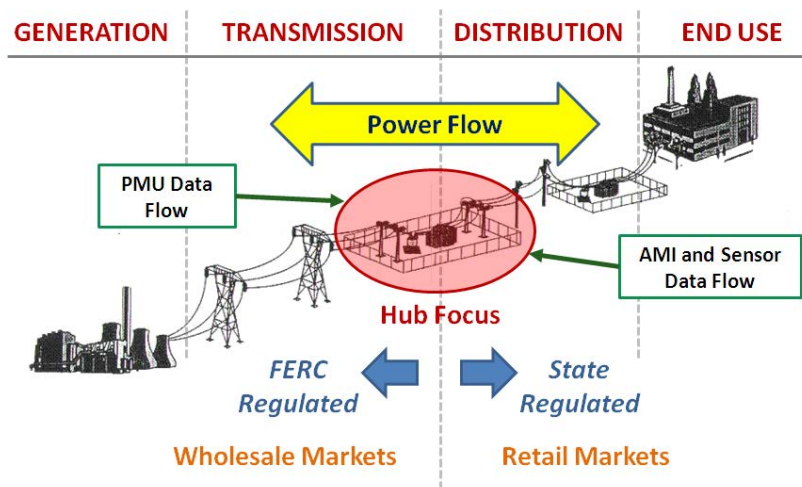 GENERATION
TRANSMISSION
DISTRIBUTION
END USE
Power Flow
PMU Data
Flow
AMI and Sensor
Data Flow
Hub Focus
FERC
Regulated
State
Regulated
Wholesale Markets
Retail Markets